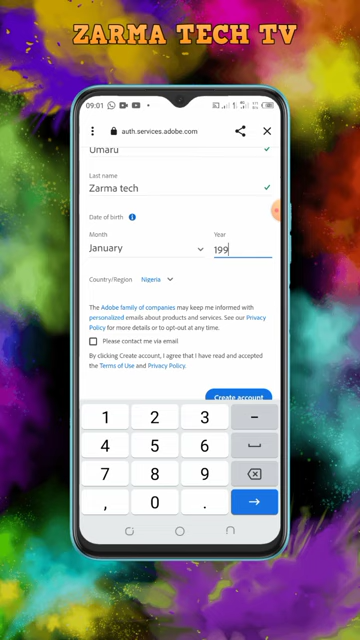 ZARMA TECH TV
09:01
auth.services.adobe.com
Umaru
Last name
Zarma tech
Date of birth
Month
Year
January
199
Country/Region Nigeria
The Adobe family of companies may keep me informed with
personalized emails about products and services. See our Privacy
Policy for more details or to opt-out at any time.
Please contact me via email
By clicking Create account, I agree that I have read and accepted
the Terms of Use and Privacy Policy.
Create account
1 2 3 -
4 5 6
7 8 9
, 0 .